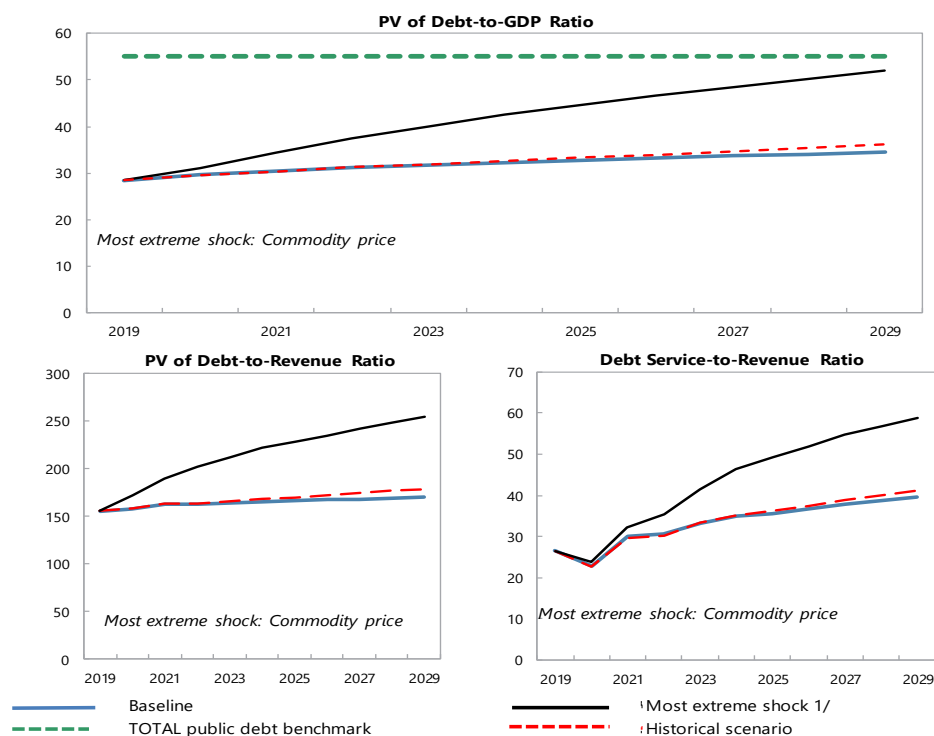 PV of Debt-to-GDP Ratio
60
50
40
30
20
10
0
Most extreme shock: Commodity price
2019 2021 2023 2025 2027 2029
PV of Debt-to-Revenue Ratio
300
250
200
150
100
50
0
Most extreme shock: Commodity price
2019 2021 2023 2025 2027 2029
Debt Service-to-Revenue Ratio
70
60
50
40
30
20
10
0
Most extreme shock: Commodity price
2019 2021 2023 2025 2027 2029
Baseline
Most extreme shock 1/
TOTAL public debt benchmark
Historical scenario